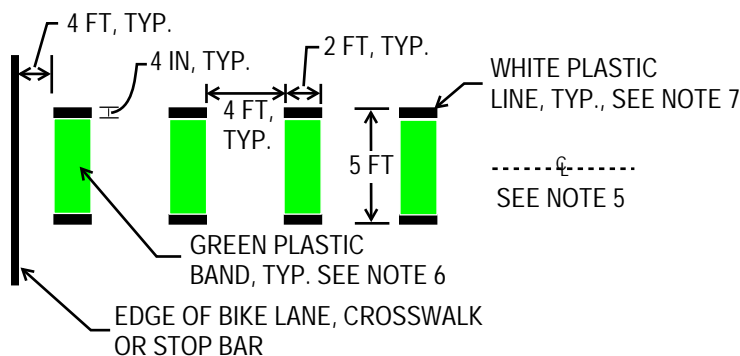 4 FT, TYP.
4 IN, TYP.
2 FT, TYP.
4 FT,
TYP.
5 FT
WHITE PLASTIC
LINE, TYP., SEE NOTE 7
℄
SEE NOTE 5
GREEN PLASTIC
BAND, TYP. SEE NOTE 6
EDGE OF BIKE LANE, CROSSWALK
OR STOP BAR